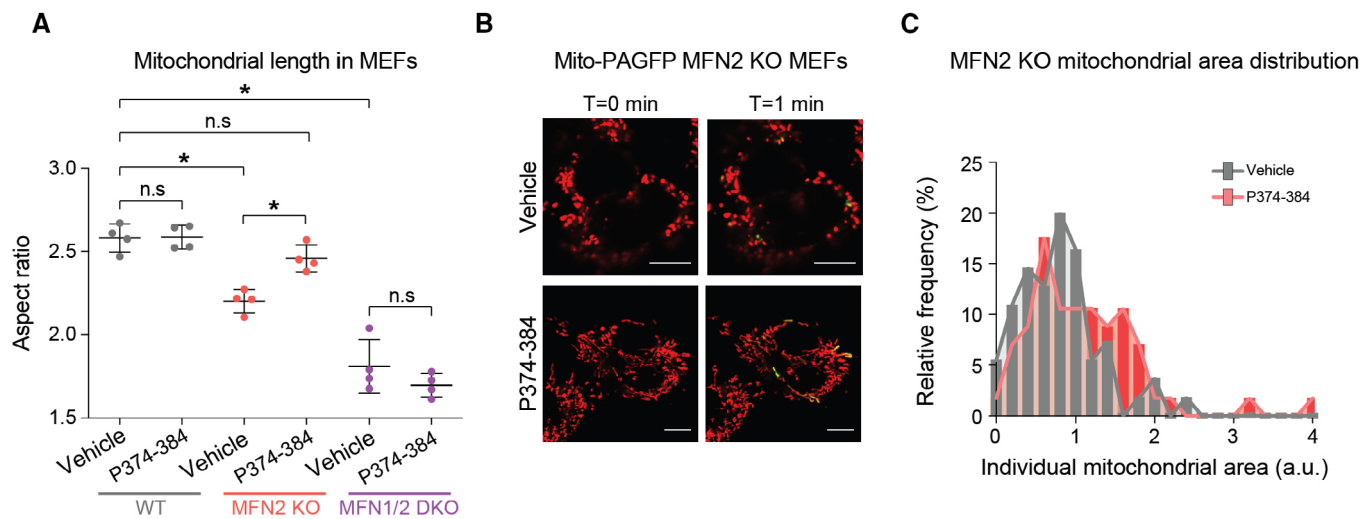 A
Mitochondrial length in MEFs
*
n.s
*
n.s
*
n.s
3.0
2.5
2.0
1.5
Aspect ratio
Vehicle
P374-384
Vehicle
P374-384
Vehicle
P374-384
WT
MFN2 KO
MFN1/2 DKO
B
Mito-PAGFP MFN2 KO MEFs
T=0 min
T=1 min
Vehicle
P374-384
C
MFN2 KO mitochondrial area distribution
Vehicle
P374-384
25
20
15
10
5
0
Relative frequency (%)
0
1
2
3
4
Individual mitochondrial area (a.u.)